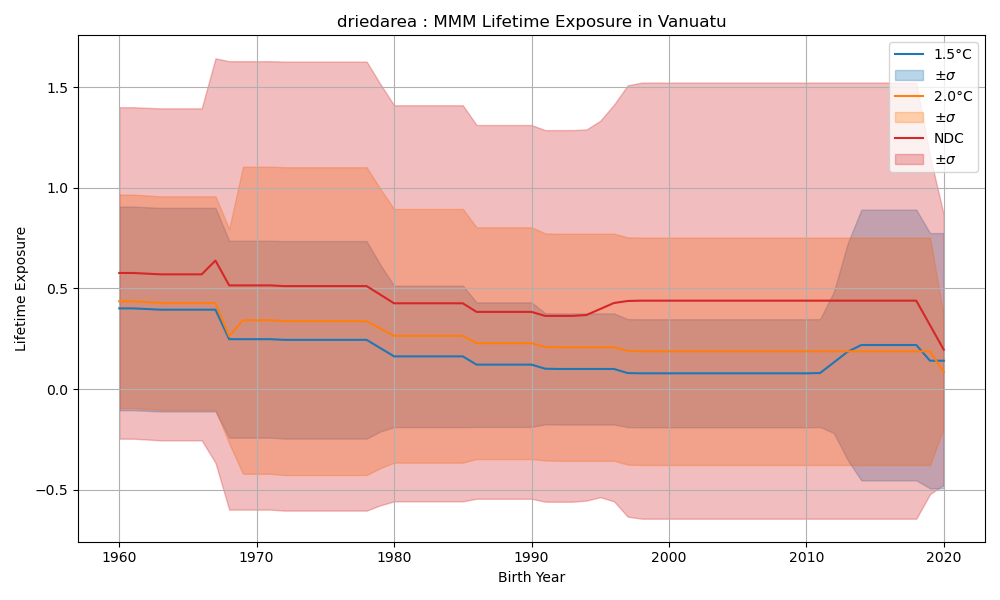 driedarea : MMM Lifetime Exposure in Vanuatu
1.5°C
±σ
2.0°C
±σ
NDC
±σ
Lifetime Exposure
1.5
1.0
0.5
0.0
−0.5
1960 1970 1980 1990 2000 2010 2020
Birth Year